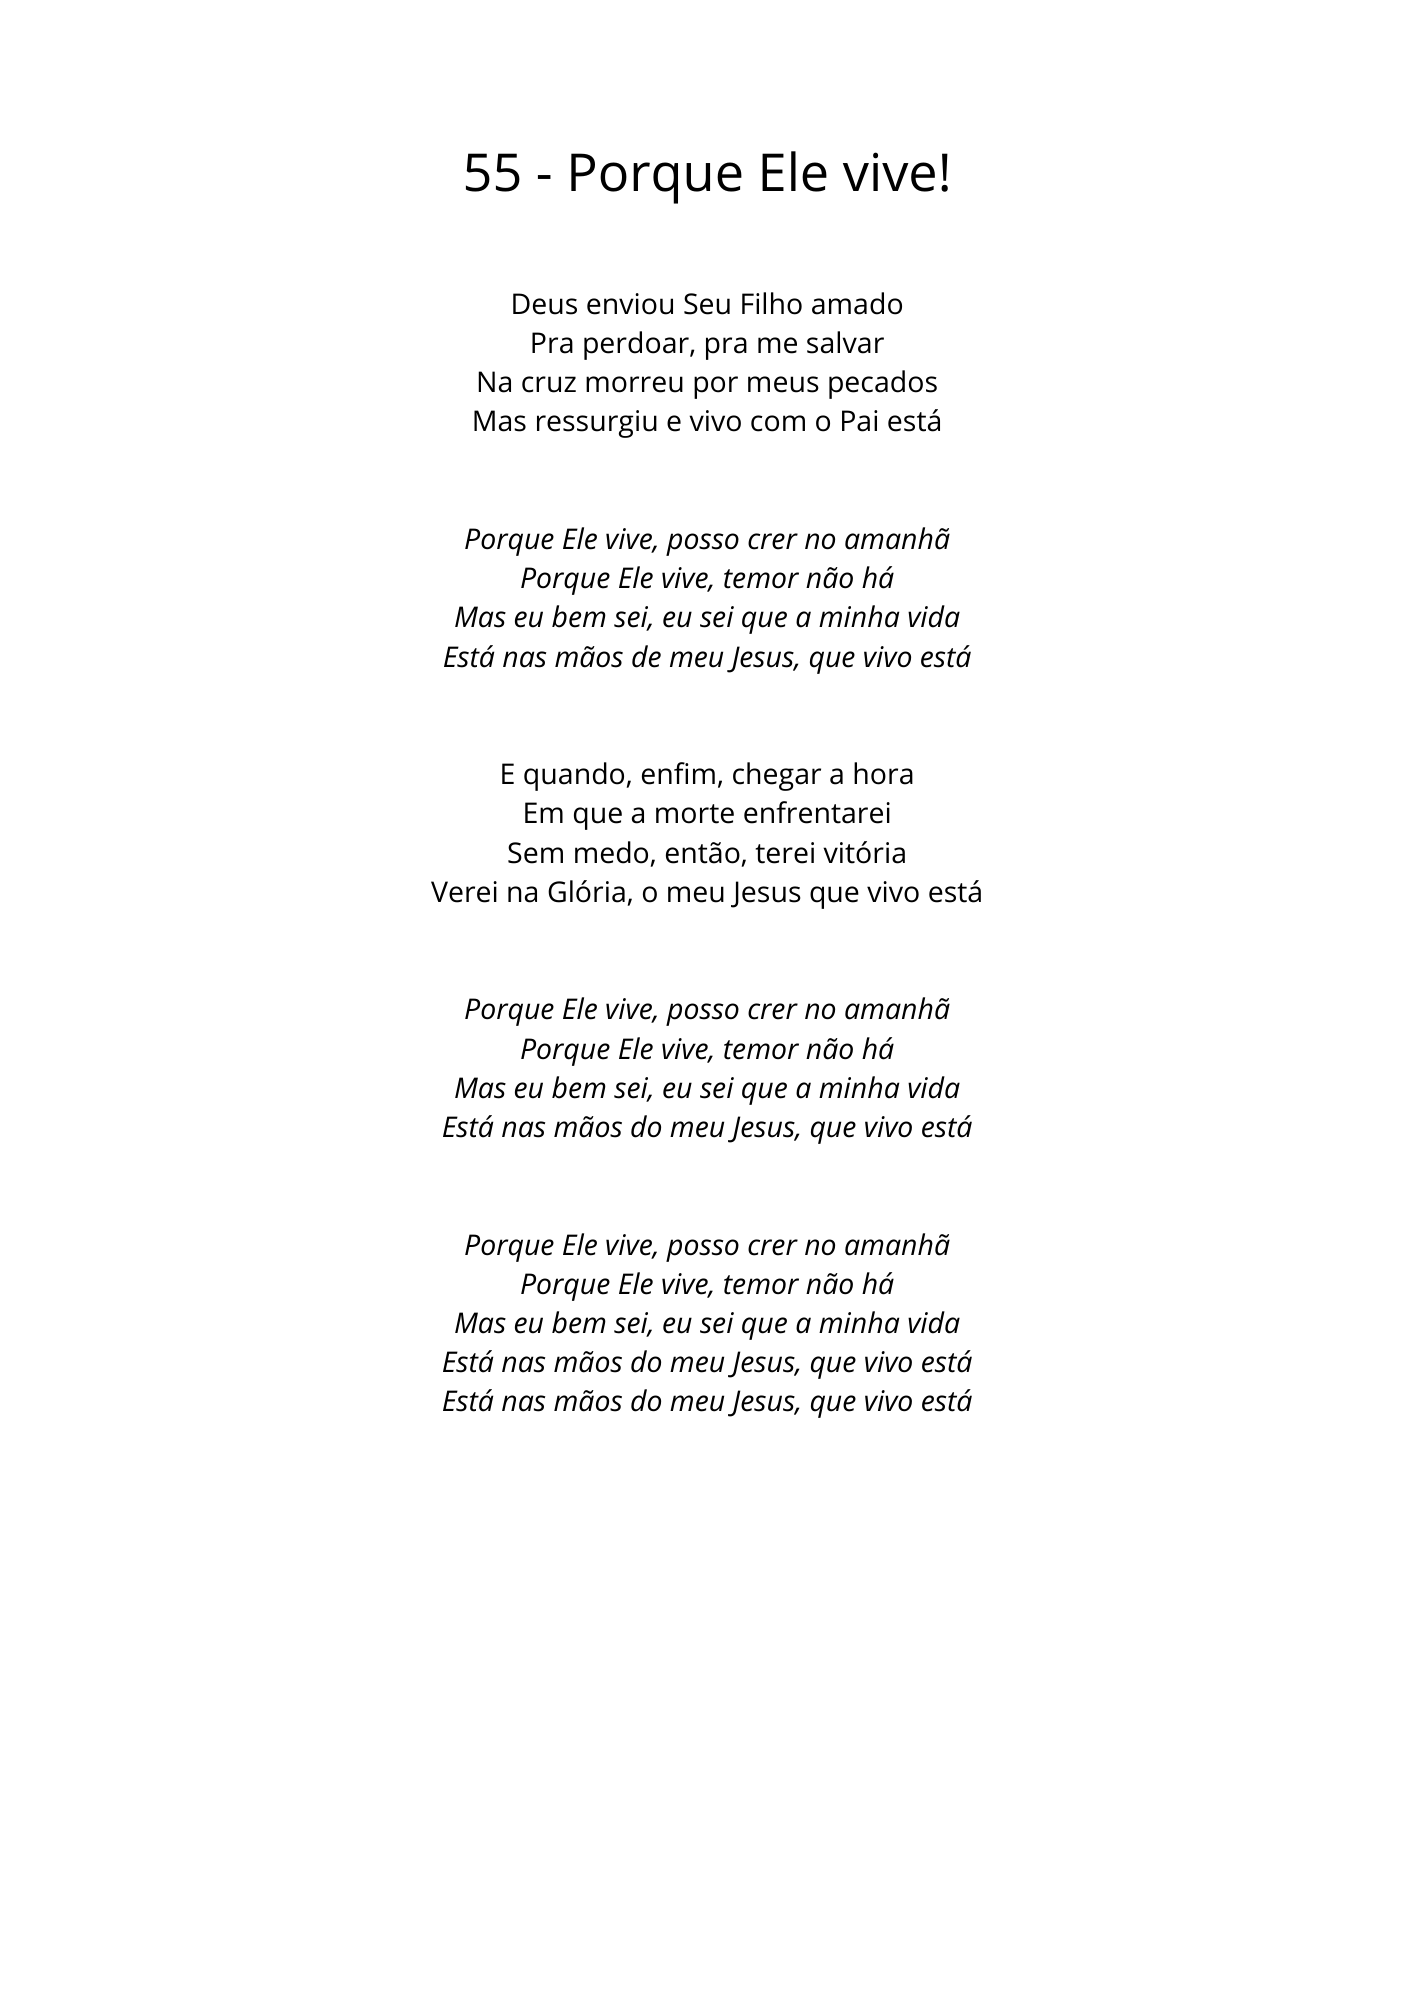 55 - Porque Ele vive!
Deus enviou Seu Filho amado
Pra perdoar, pra me salvar
Na cruz morreu por meus pecados
Mas ressurgiu e vivo com o Pai está
Porque Ele vive, posso crer no amanhã
Porque Ele vive, temor não há
Mas eu bem sei, eu sei que a minha vida
Está nas mãos de meu Jesus, que vivo está
E quando, enfim, chegar a hora
Em que a morte enfrentarei
Sem medo, então, terei vitória
Verei na Glória, o meu Jesus que vivo está
Porque Ele vive, posso crer no amanhã
Porque Ele vive, temor não há
Mas eu bem sei, eu sei que a minha vida
Está nas mãos do meu Jesus, que vivo está
Porque Ele vive, posso crer no amanhã
Porque Ele vive, temor não há
Mas eu bem sei, eu sei que a minha vida
Está nas mãos do meu Jesus, que vivo está
Está nas mãos do meu Jesus, que vivo está